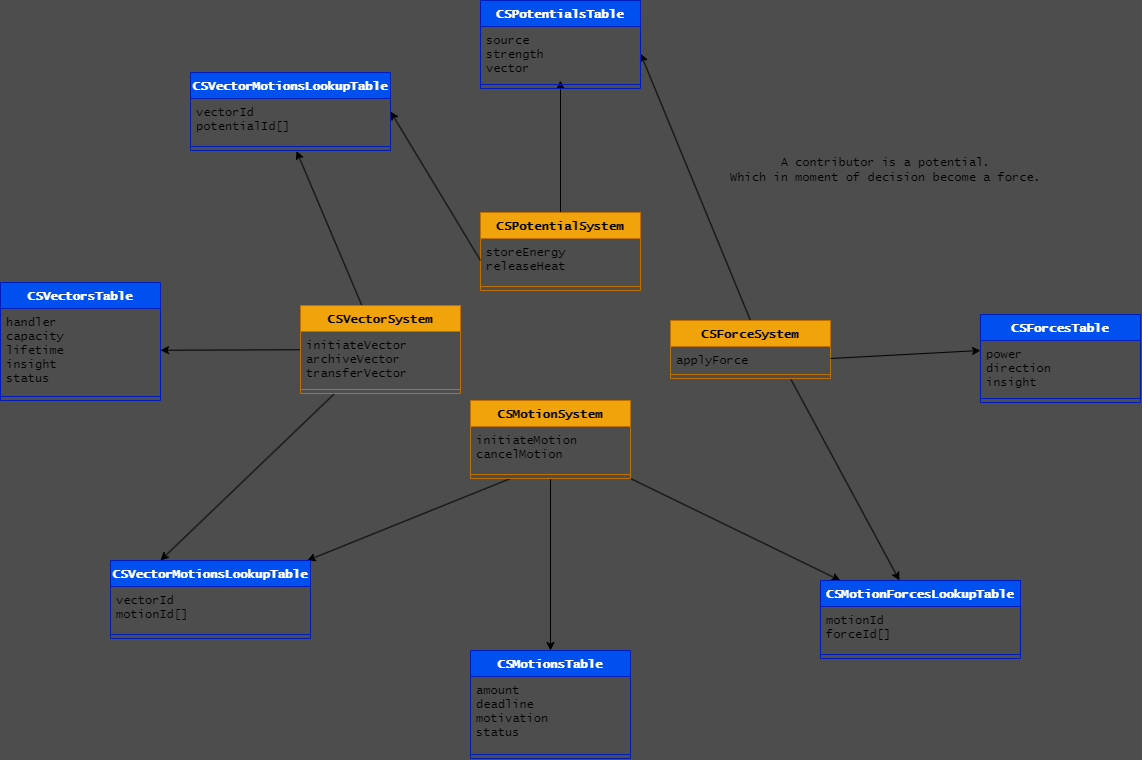 CSPotentialsTable
source
strength
vector
CSVectorMotionsLookupTable
vectorId
potentialId[]
A contributor is a potential.
Which in moment of decision become a force.
CSPotentialSystem
storeEnergy
releaseHeat
CSVectorsTable
handler
capacity
lifetime
insight
status
CSVectorSystem
initiateVector
archiveVector
transferVector
CSForceSystem
applyForce
CSForcesTable
power
direction
insight
CSMotionSystem
initiateMotion
cancelMotion
CSVectorMotionsLookupTable
vectorId
motionId[]
CSMotionForcesLookupTable
motionId
forceId[]
CSMotionsTable
amount
deadline
motivation
status